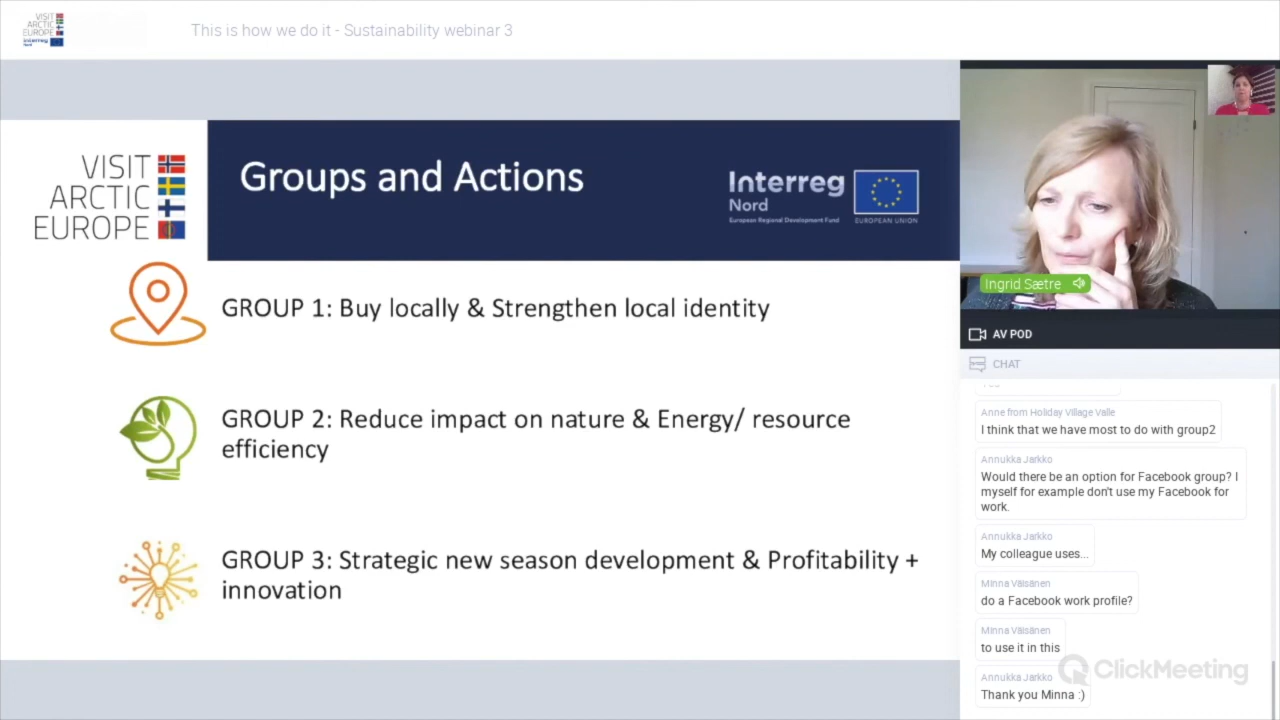 VISIT
ARCTIC
EUROPE
Interreg
Nord
This is how we do it - Sustainability webinar 3
VISIT
ARCTIC
EUROPE
Groups and Actions
Interreg
Nord
European Regional Development Fund
EUROPEAN UNION
GROUP 1: Buy locally & Strengthen local identity
GROUP 2: Reduce impact on nature & Energy/ resource
efficiency
GROUP 3: Strategic new season development & Profitability +
innovation
Ingrid Sætre
AV POD
CHAT
Anne from Holiday Village Valle
I think that we have most to do with group2
Annukka Jarkko
Would there be an option for Facebook group? I
myself for example don't use my Facebook for
work.
Annukka Jarkko
My colleague uses...
Minna Väisänen
do a Facebook work profile?
Minna Väisänen
to use it in this
Annukka Jarkko
Thank you Minna :)
ClickMeeting